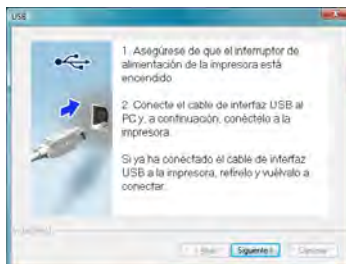 USB
1. Asegúrese de que el interruptor de
alimentación de la impresora está
encendido
2. Conecte el cable de interfaz USB al
PC y, a continuación, conéctelo a la
impresora.
Si ya ha conectado el cable de interfaz
USB a la impresora, retírelo y vuélvalo a
conectar.
Siguiente >